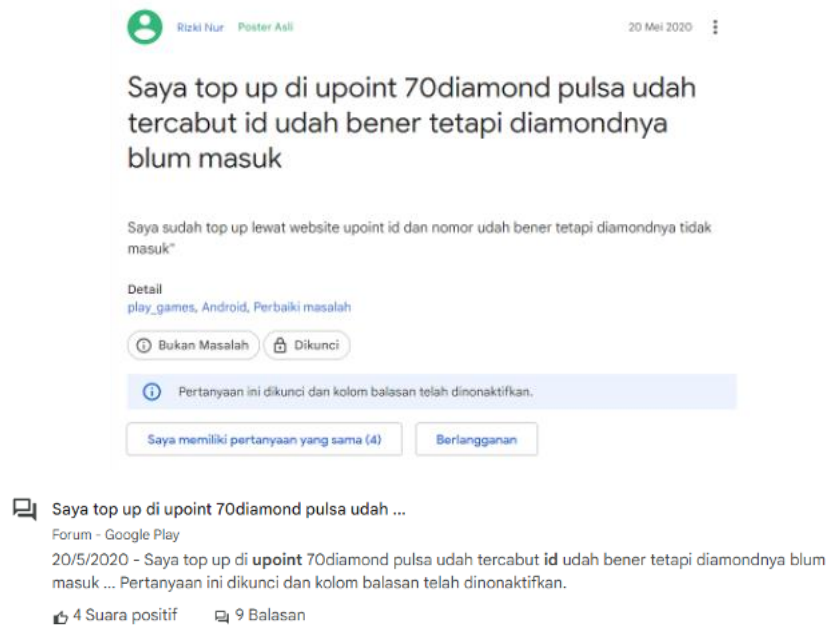 Rizki Nur Poster Asli 20 Mei 2020
Saya top up di upoint 70diamond pulsa udah
tercabut id udah bener tetapi diamondnya
blum masuk
Saya sudah top up lewat website upoint id dan nomor udah bener tetapi diamondnya tidak
masuk"
Detail
play_games, Android, Perbaiki masalah
Bukan Masalah Dikunci
Pertanyaan ini dikunci dan kolom balasan telah dinonaktifkan.
Saya memiliki pertanyaan yang sama (4) Berlangganan
Saya top up di upoint 70diamond pulsa udah ...
Forum - Google Play
20/5/2020 - Saya top up di upoint 70diamond pulsa udah tercabut id udah bener tetapi diamondnya blum
masuk ... Pertanyaan ini dikunci dan kolom balasan telah dinonaktifkan.
4 Suara positif 9 Balasan